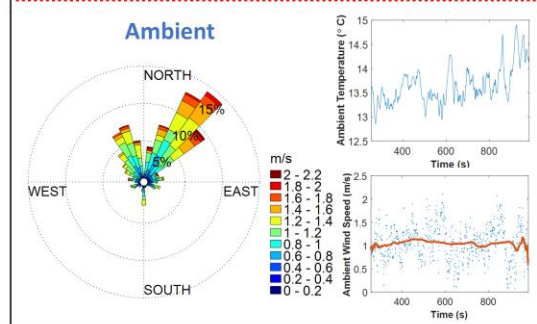 Ambient
NORTH
WEST
EAST
SOUTH
15%
10%
5%
m/s
2 - 2.2
1.8 - 2
1.6 - 1.8
1.4 - 1.6
1.2 - 1.4
1 - 1.2
0.8 - 1
0.6 - 0.8
0.4 - 0.6
0.2 - 0.4
0 - 0.2
Ambient Temperature (° C)
15
14.5
14
13.5
13
12.5
400
600
800
Time (s)
Ambient Wind Speed (m/s)
2.5
2
1.5
1
0.5
0
400
600
800
Time (s)